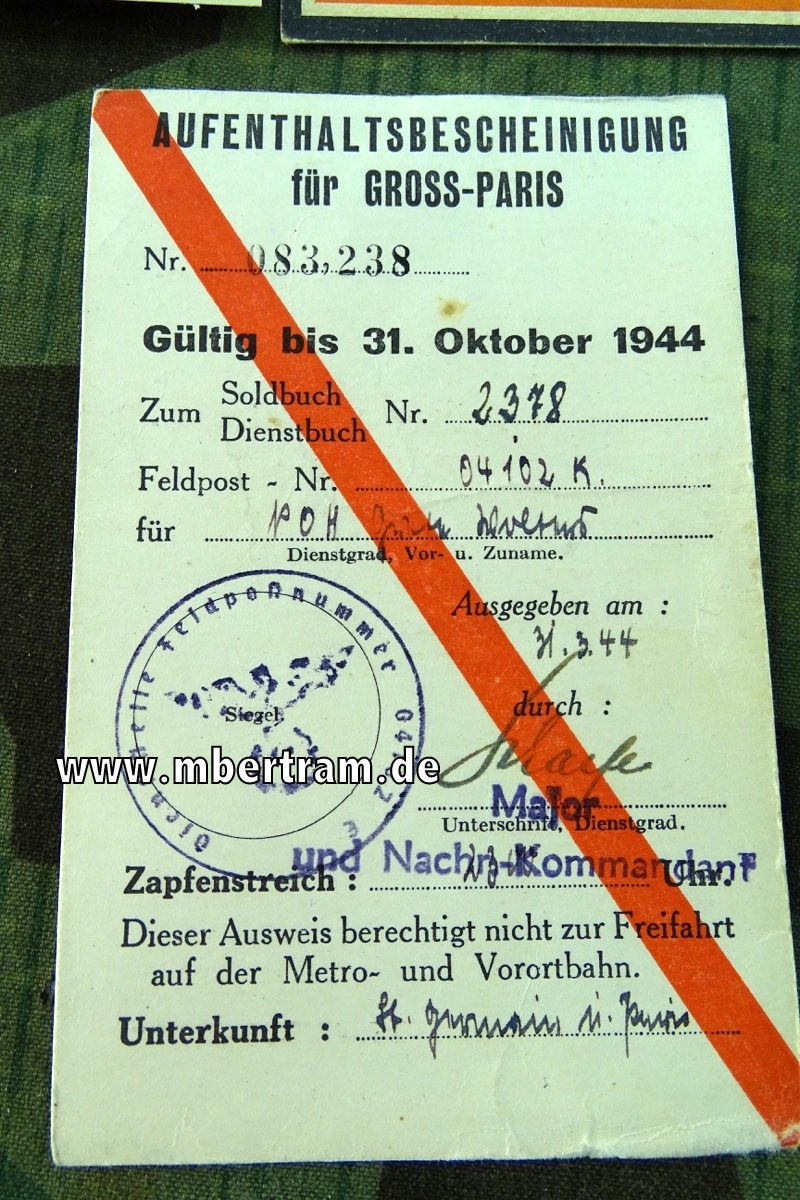 AUFENTHALTSBESCHEINIGUNG
für GROSS-PARIS
Nr. 083,238
Gültig bis 31. Oktober 1944
Zum Soldbuch Dienstbuch Nr. 2378
Feldpost - Nr. 04102 K.
für NOH
Dienstgrad, Vor- u. Zuname.
Dienststelle Feldpostnummer
Ausgegeben am :
31.3.44
Siegel.
durch :
www.mbertram.de
Major
Unterschrift, Dienstgrad.
und Nachr.-Kommandant
Zapfenstreich : Uhr.
Dieser Ausweis berechtigt nicht zur Freifahrt
auf der Metro- und Vorortbahn.
Unterkunft : St. Germain u. Paris